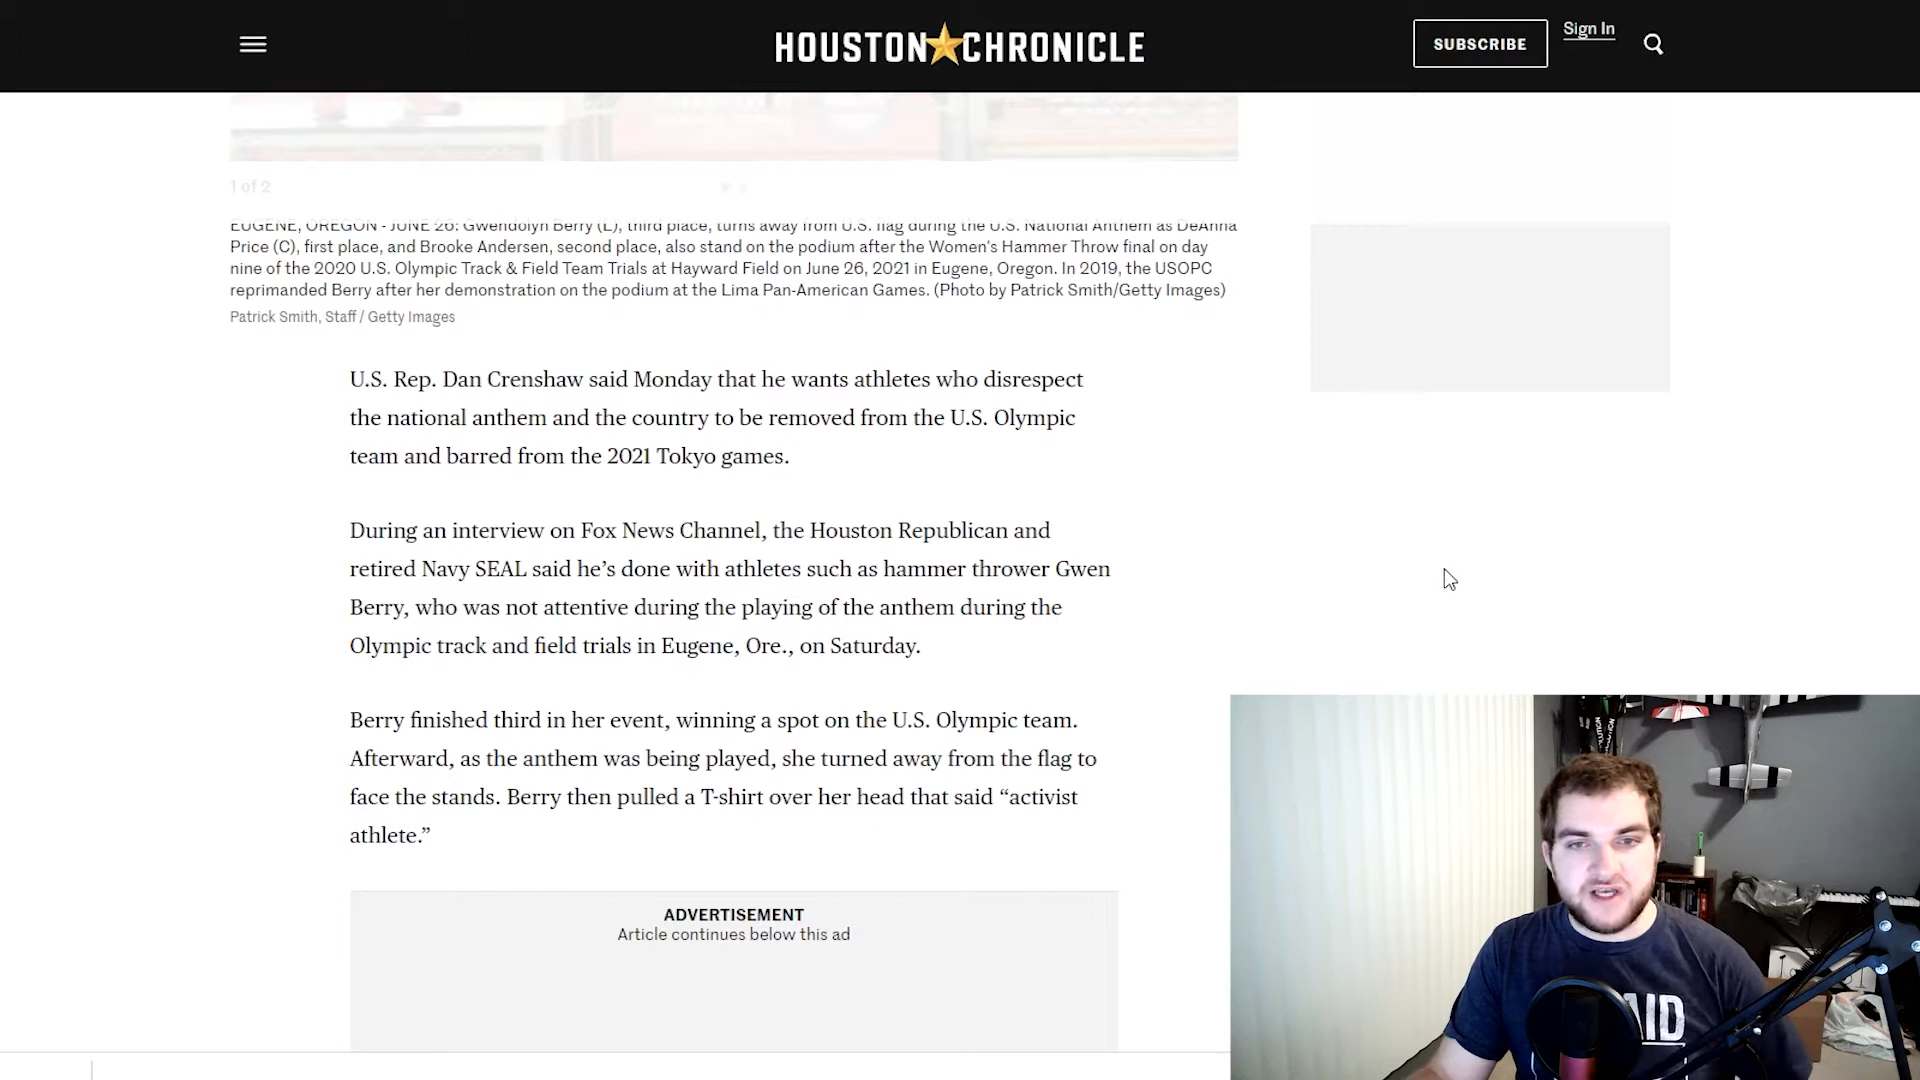 HOUSTON CHRONICLE
SUBSCRIBE
Sign In
1 of 2
EUGENE, OREGON - JUNE 26: Gwendolyn Berry (L), third place, turns away from U.S. flag during the U.S. National Anthem as DeAnna
Price (C), first place, and Brooke Andersen, second place, also stand on the podium after the Women's Hammer Throw final on day
nine of the 2020 U.S. Olympic Track & Field Team Trials at Hayward Field on June 26, 2021 in Eugene, Oregon. In 2019, the USOPC
reprimanded Berry after her demonstration on the podium at the Lima Pan-American Games. (Photo by Patrick Smith/Getty Images)
Patrick Smith, Staff / Getty Images
U.S. Rep. Dan Crenshaw said Monday that he wants athletes who disrespect
the national anthem and the country to be removed from the U.S. Olympic
team and barred from the 2021 Tokyo games.
During an interview on Fox News Channel, the Houston Republican and
retired Navy SEAL said he’s done with athletes such as hammer thrower Gwen
Berry, who was not attentive during the playing of the anthem during the
Olympic track and field trials in Eugene, Ore., on Saturday.
Berry finished third in her event, winning a spot on the U.S. Olympic team.
Afterward, as the anthem was being played, she turned away from the flag to
face the stands. Berry then pulled a T-shirt over her head that said “activist
athlete.”
ADVERTISEMENT
Article continues below this ad